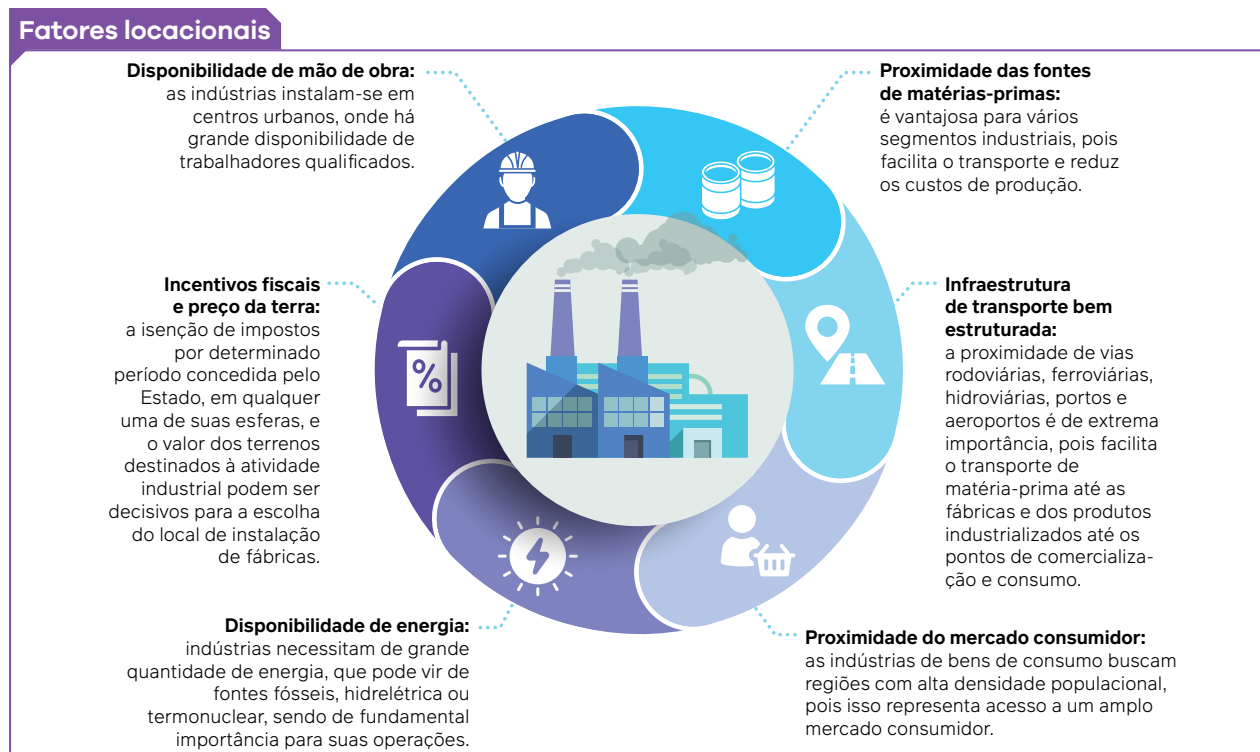 Fatores locacionais
Disponibilidade de mão de obra:
as indústrias instalam-se em
centros urbanos, onde há
grande disponibilidade de
trabalhadores qualificados.
Proximidade das fontes
de matérias-primas:
é vantajosa para vários
segmentos industriais, pois
facilita o transporte e reduz
os custos de produção.
Incentivos fiscais
e preço da terra:
a isenção de impostos
por determinado
período concedida pelo
Estado, em qualquer
uma de suas esferas, e
o valor dos terrenos
destinados à atividade
industrial podem ser
decisivos para a escolha
do local de instalação
de fábricas.
%
Infraestrutura
de transporte bem
estruturada:
a proximidade de vias
rodoviárias, ferroviárias,
hidroviárias, portos e
aeroportos é de extrema
importância, pois facilita
o transporte de
matéria-prima até as
fábricas e dos produtos
industrializados até os
pontos de comercializa-
ção e consumo.
Disponibilidade de energia:
indústrias necessitam de grande
quantidade de energia, que pode vir de
fontes fósseis, hidrelétrica ou
termonuclear, sendo de fundamental
importância para suas operações.
Proximidade do mercado consumidor:
as indústrias de bens de consumo buscam
regiões com alta densidade populacional,
pois isso representa acesso a um amplo
mercado consumidor.